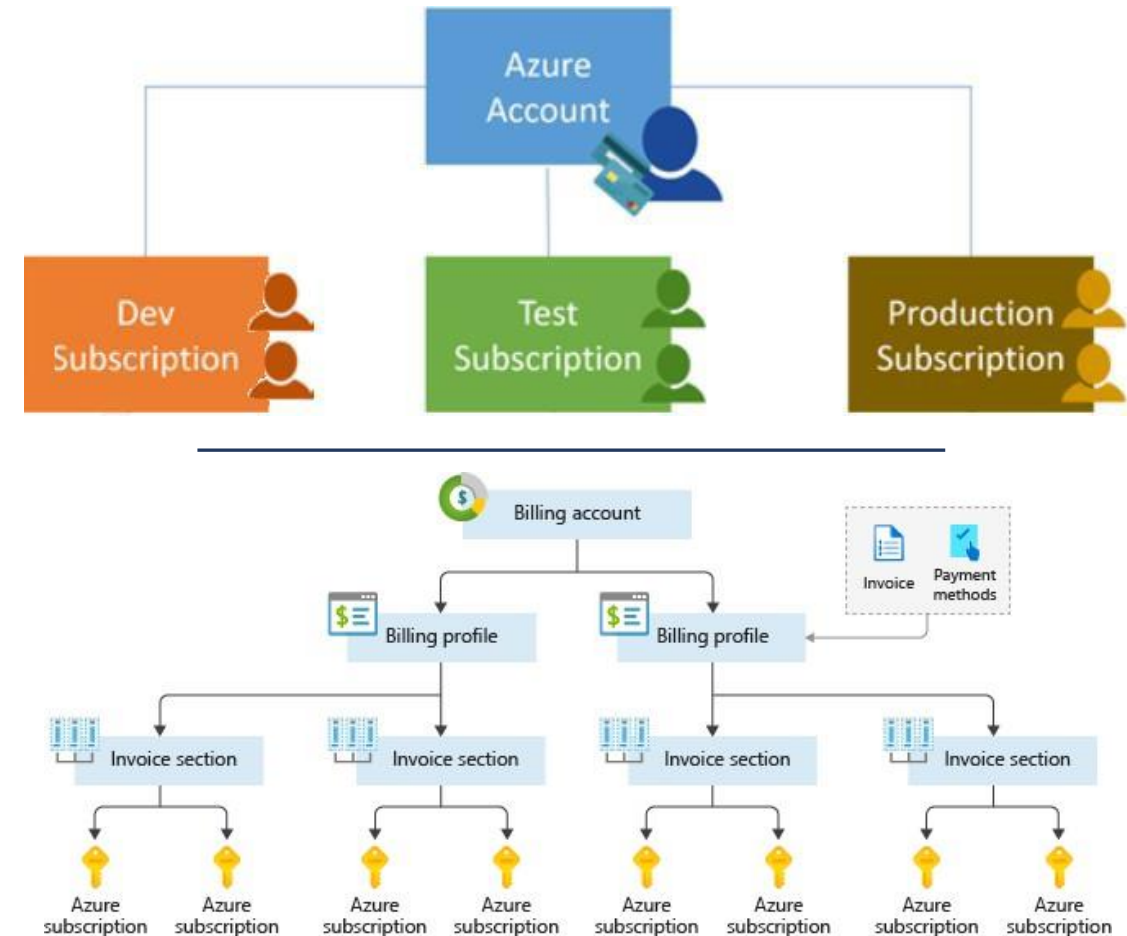 Azure
Account
Dev
Subscription
Test
Subscription
Production
Subscription
Billing account
Invoice
Payment
methods
Billing profile
Billing profile
Invoice section
Invoice section
Invoice section
Invoice section
Azure
subscription
Azure
subscription
Azure
subscription
Azure
subscription
Azure
subscription
Azure
subscription
Azure
subscription
Azure
subscription